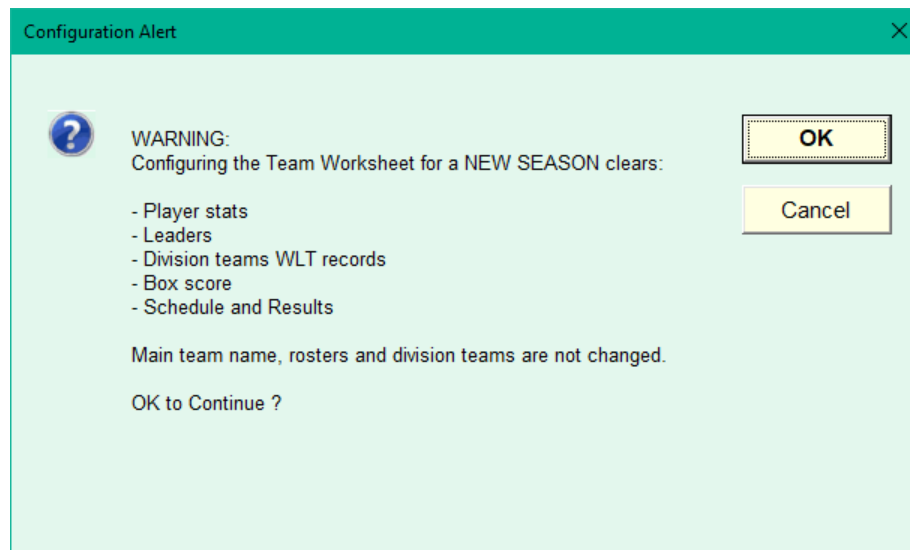 Configuration Alert
WARNING:
Configuring the Team Worksheet for a NEW SEASON clears:
- Player stats
- Leaders
- Division teams WLT records
- Box score
- Schedule and Results
Main team name, rosters and division teams are not changed.
OK to Continue ?
OK
Cancel